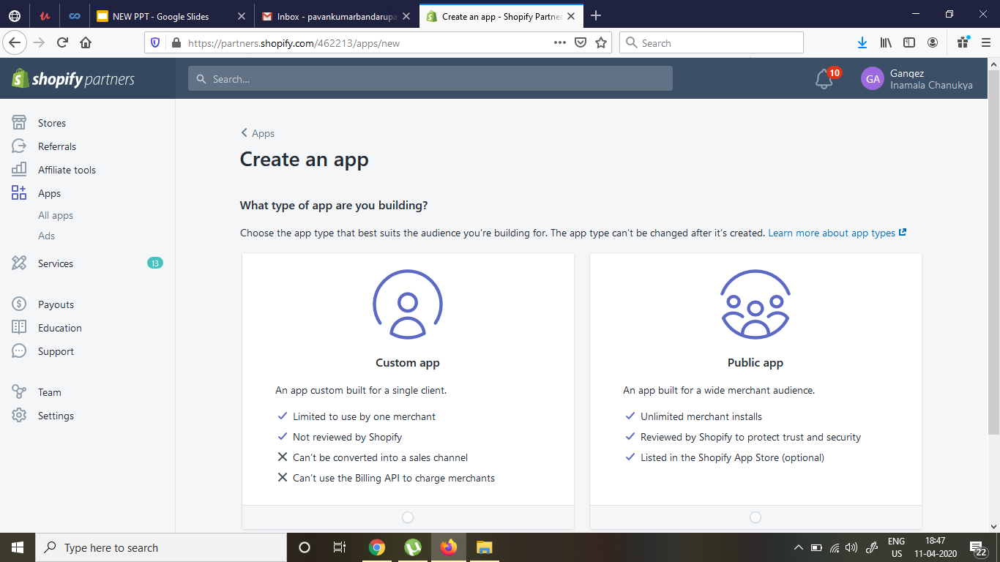 NEW PPT - Google Slides
Inbox - pavankumarbandarupa
Create an app - Shopify Partner
https://partners.shopify.com/462213/apps/new
Search
shopify partners
Search...
10
GA
Gangez
Inamala Chanukya
Stores
Referrals
Affiliate tools
Apps
All apps
Ads
Services
13
Payouts
Education
Support
Team
Settings
Apps
Create an app
What type of app are you building?
Choose the app type that best suits the audience you're building for. The app type can't be changed after it's created. Learn more about app types
Custom app
An app custom built for a single client.
Limited to use by one merchant
Not reviewed by Shopify
Can't be converted into a sales channel
Can't use the Billing API to charge merchants
Public app
An app built for a wide merchant audience.
Unlimited merchant installs
Reviewed by Shopify to protect trust and security
Listed in the Shopify App Store (optional)
Type here to search
ENG
US
18:47
11-04-2020
22